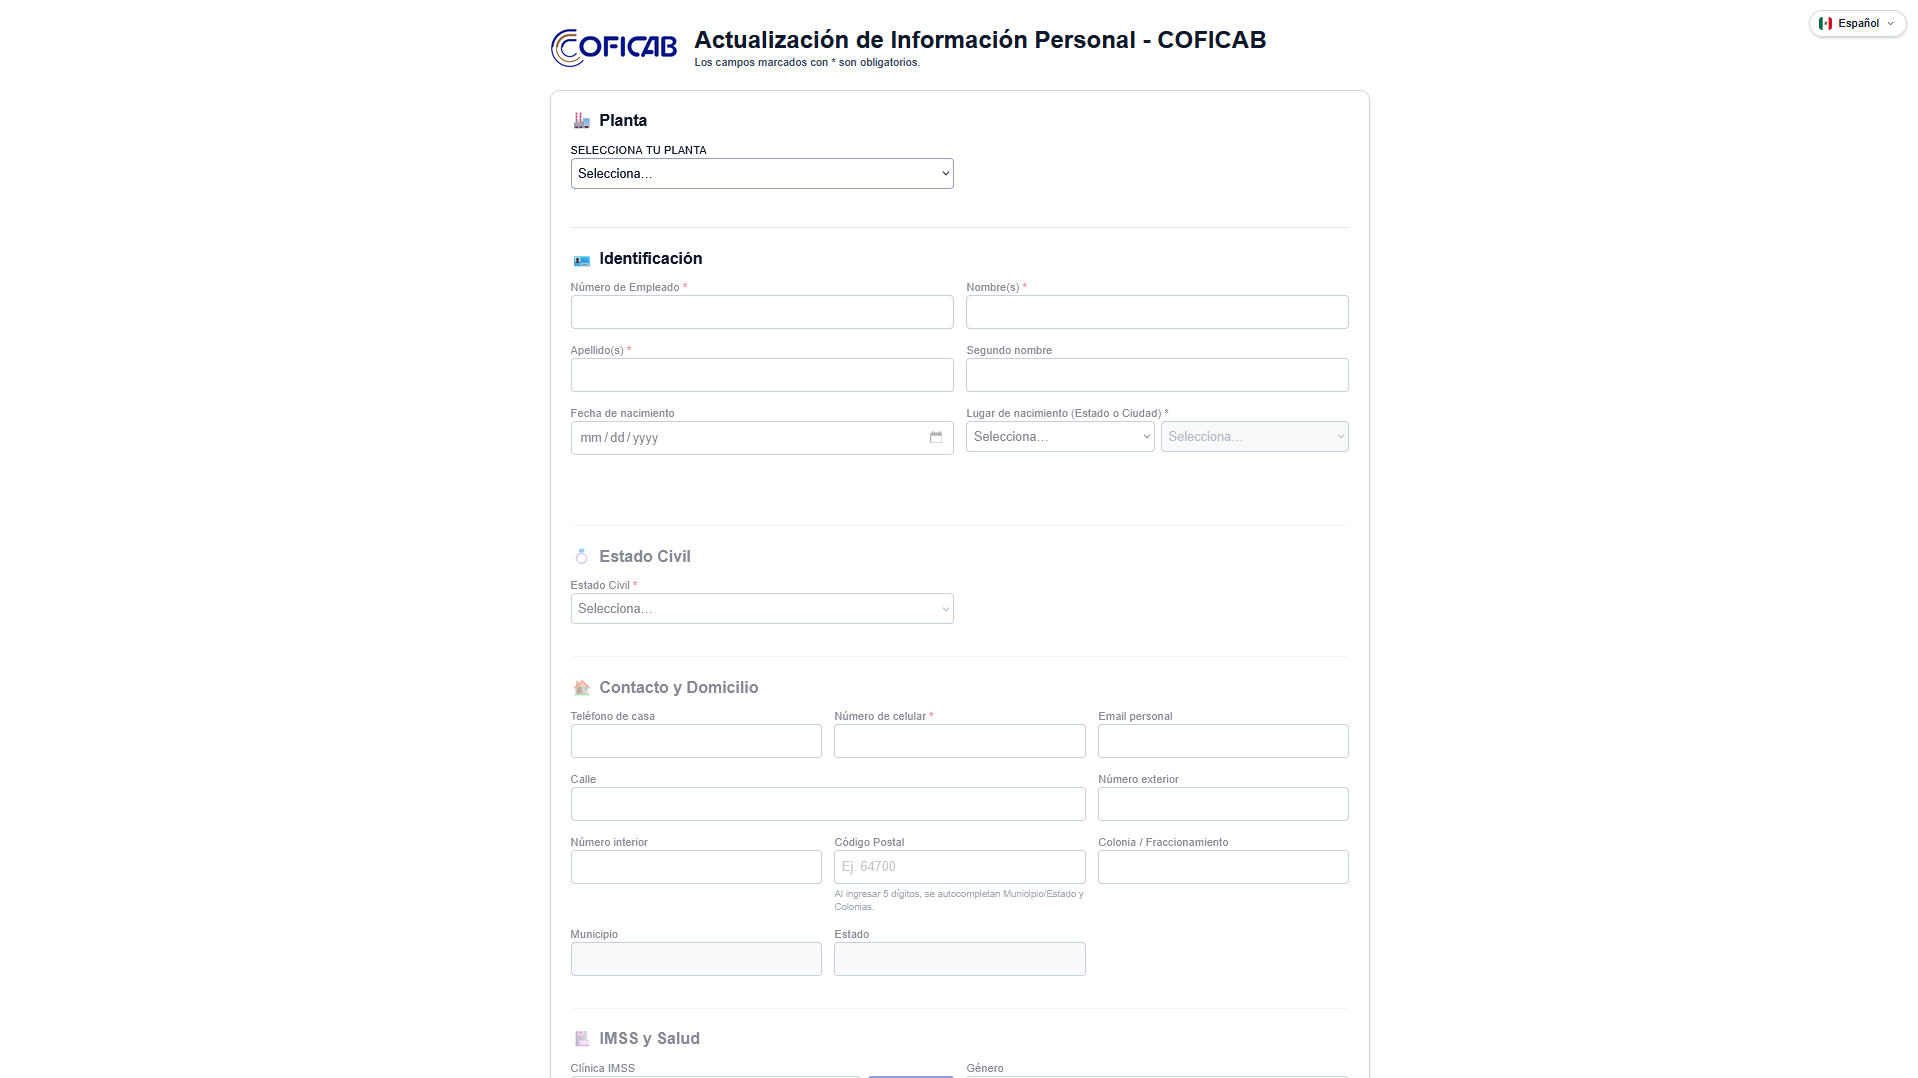 Español
COFICAB
Actualización de Información Personal - COFICAB
Los campos marcados con * son obligatorios.
Planta
SELECCIONA TU PLANTA
Selecciona...
Identificación
Número de Empleado *
Nombre(s) *
Apellido(s) *
Segundo nombre
Fecha de nacimiento
Lugar de nacimiento (Estado o Ciudad) *
mm/dd/yyyy
Selecciona...
Selecciona...
Estado Civil
Estado Civil *
Selecciona...
Contacto y Domicilio
Teléfono de casa
Número de celular *
Email personal
Calle
Número exterior
Número interior
Código Postal
Colonia / Fraccionamiento
Ej. 64700
Al ingresar 5 dígitos, se autocompletan Municipio/Estado y
Colonias.
Municipio
Estado
IMSS y Salud
Clínica IMSS
Género